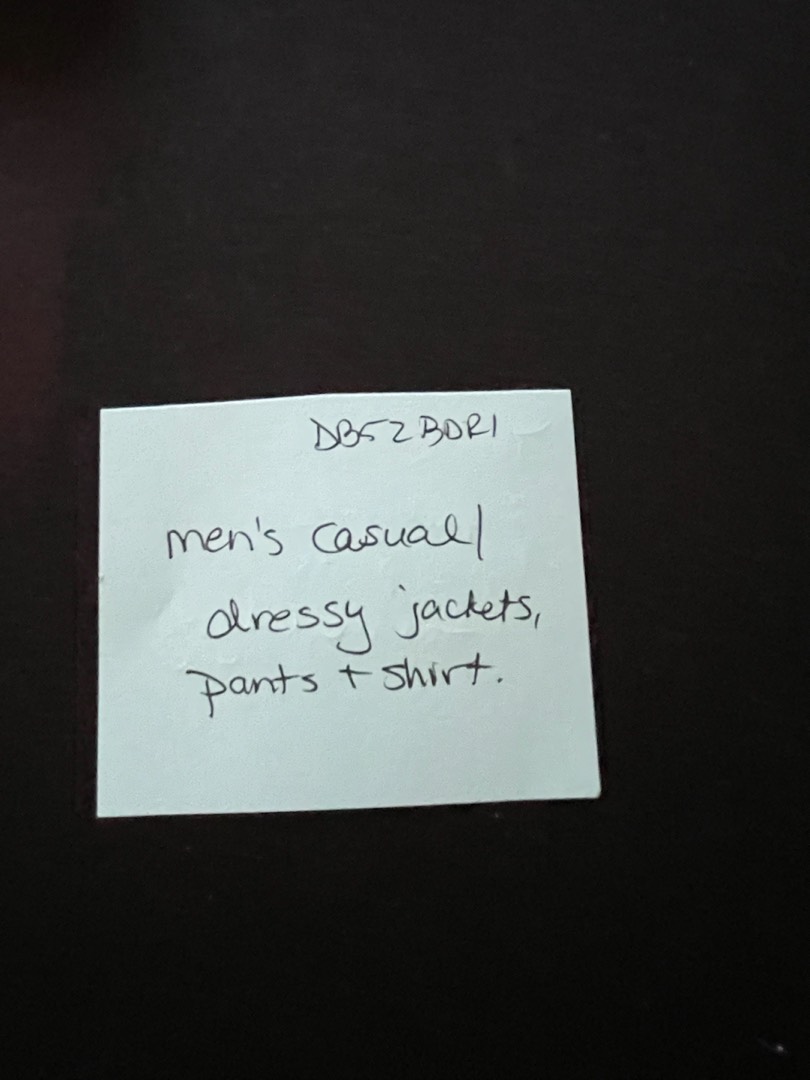 DB52BDR1
men's casual/
dressy jackets,
pants + shirt.